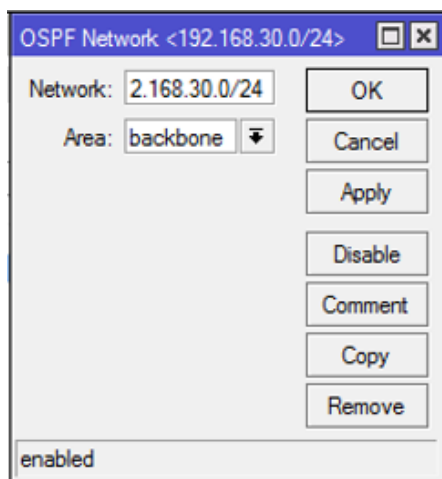 OSPF Network <192.168.30.0/24>
Network: 2.168.30.0/24
Area: backbone
OK
Cancel
Apply
Disable
Comment
Copy
Remove
enabled